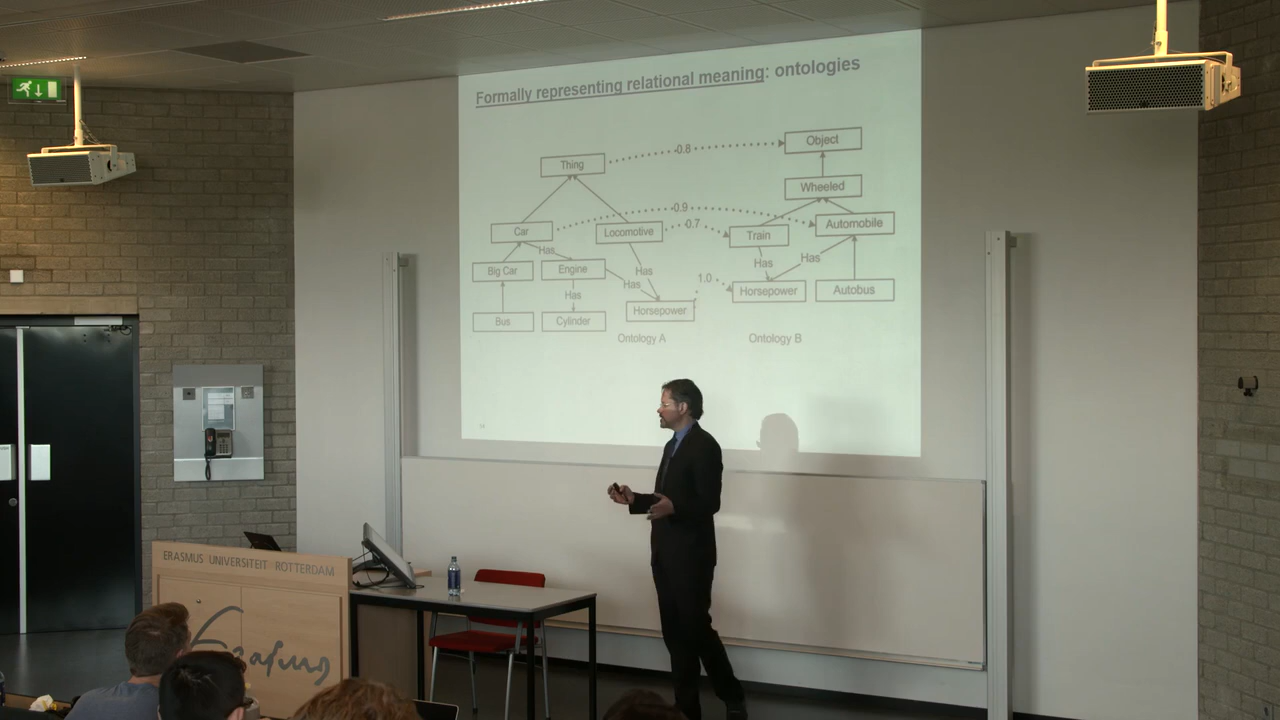 Formally representing relational meaning: ontologies
Thing
0.8
Object
Wheeled
Car
0.9
Locomotive
0.7
Train
Automobile
Has
Big Car
Engine
Has
Has
Has
Has
1.0
Has
Horsepower
Autobus
Bus
Cylinder
Horsepower
Ontology A
Ontology B
ERASMUS UNIVERSITEIT ROTTERDAM
Erasmus